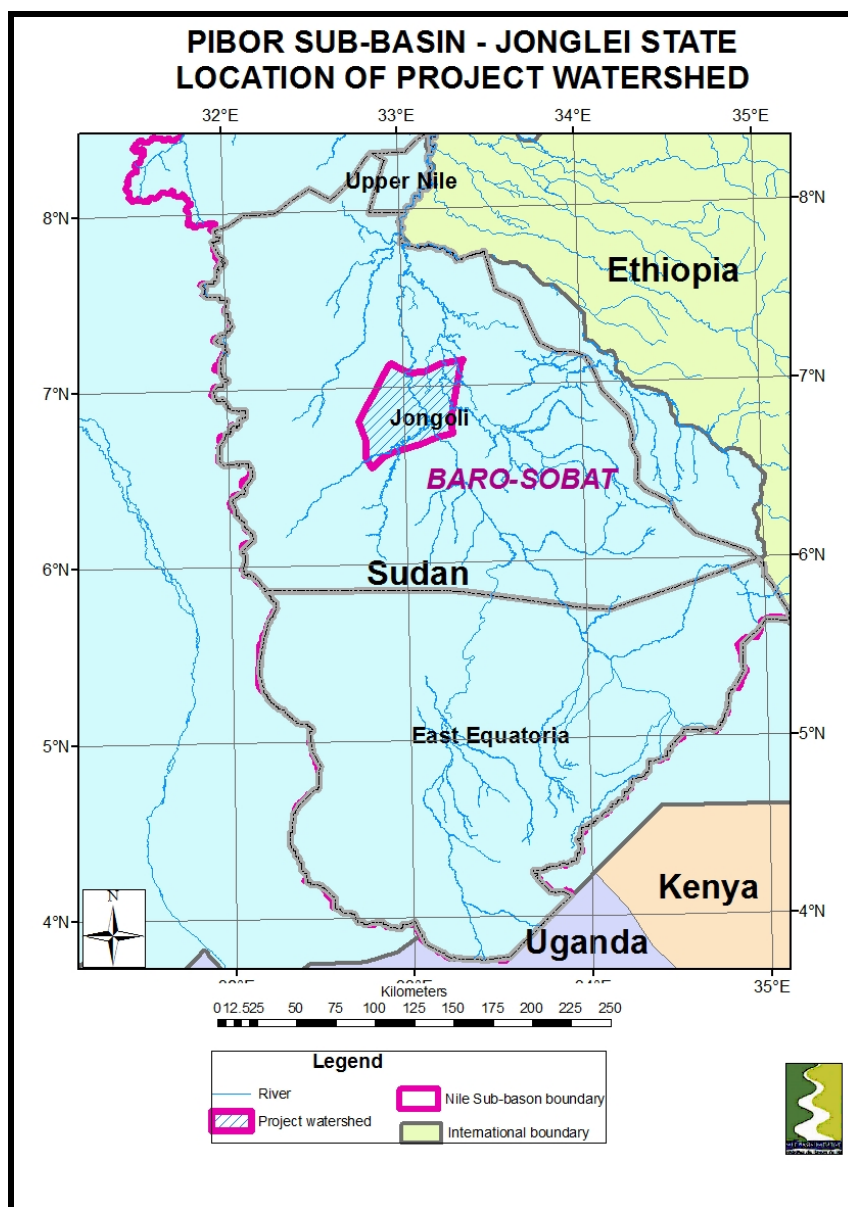 PIBOR SUB-BASIN - JONGLEI STATE
LOCATION OF PROJECT WATERSHED
32°E 33°E 34°E 35°E
Upper Nile
8°N 8°N
Ethiopia
7°N 7°N
Jongoli
BARO-SOBAT
6°N 6°N
Sudan
5°N 5°N
East Equatoria
Kenya
N
4°N 4°N
Uganda
35°E
Kilometers
0 12.5 25 50 75 100 125 150 175 200 225 250
Legend
River
Nile Sub-bason boundary
Project watershed
International boundary